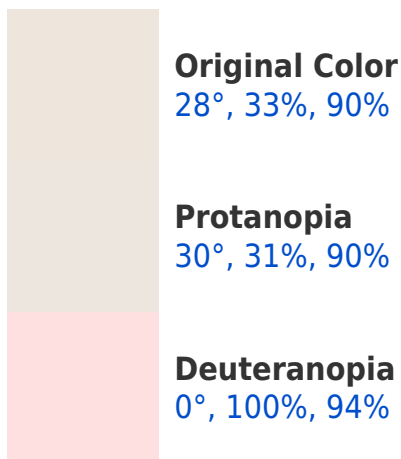 Original Color
28°, 33%, 90%
Protanopia
30°, 31%, 90%
Deuteranopia
0°, 100%, 94%